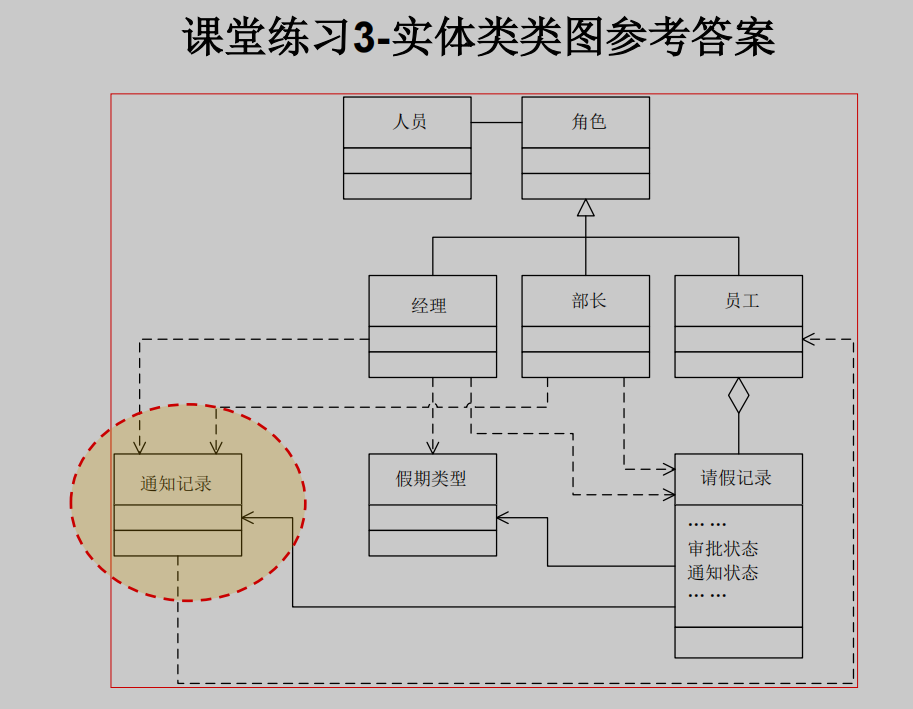 课堂练习3-实体类类图参考答案
人员
角色
经理
部长
员工
通知记录
假期类型
请假记录
... ...
审批状态
通知状态
... ...